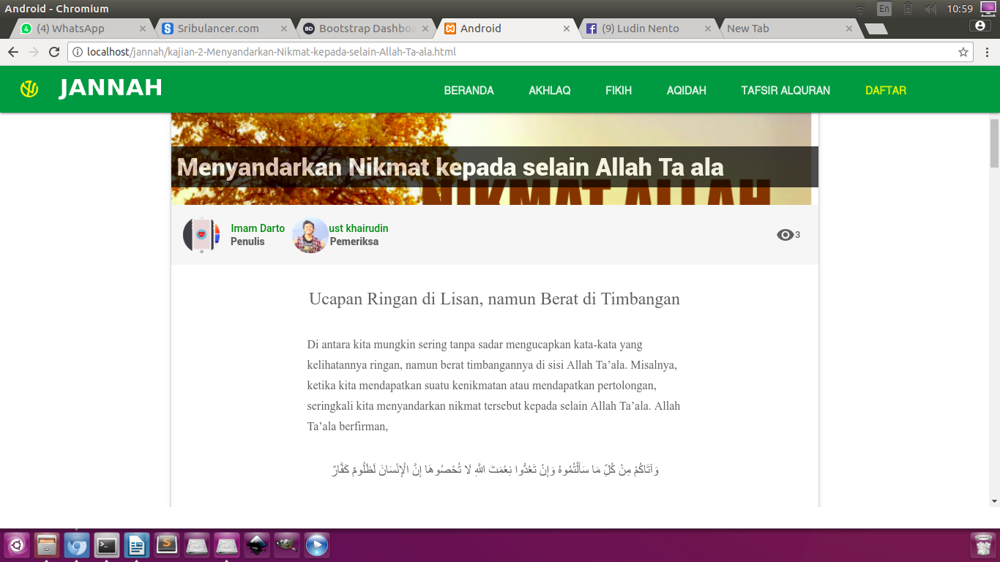 Android - Chromium
En
10:59
(4) WhatsApp
Sribulancer.com
Bootstrap Dashboa
Android
(9) Ludin Nento
New Tab
localhost/jannah/kajian-2-Menyandarkan-Nikmat-kepada-selain-Allah-Ta-ala.html
JANNAH
BERANDA
AKHLAQ
FIKIH
AQIDAH
TAFSIR ALQURAN
DAFTAR
Menyandarkan Nikmat kepada selain Allah Ta ala
NIKMAT ALLAH
Imam Darto
Penulis
ust khairudin
Pemeriksa
3
Ucapan Ringan di Lisan, namun Berat di Timbangan
Di antara kita mungkin sering tanpa sadar mengucapkan kata-kata yang
kelihatannya ringan, namun berat timbangannya di sisi Allah Ta’ala. Misalnya,
ketika kita mendapatkan suatu kenikmatan atau mendapatkan pertolongan,
seringkali kita menyandarkan nikmat tersebut kepada selain Allah Ta’ala. Allah
Ta’ala berfirman,
وَآتَاكُمْ مِنْ كُلِّ مَا سَأَلْتُمُوهُ وَإِنْ تَعُدُّوا نِعْمَتَ اللَّهِ لَا تُحْصُوهَا إِنَّ الْإِنْسَانَ لَظَلُومٌ كَفَّارٌ